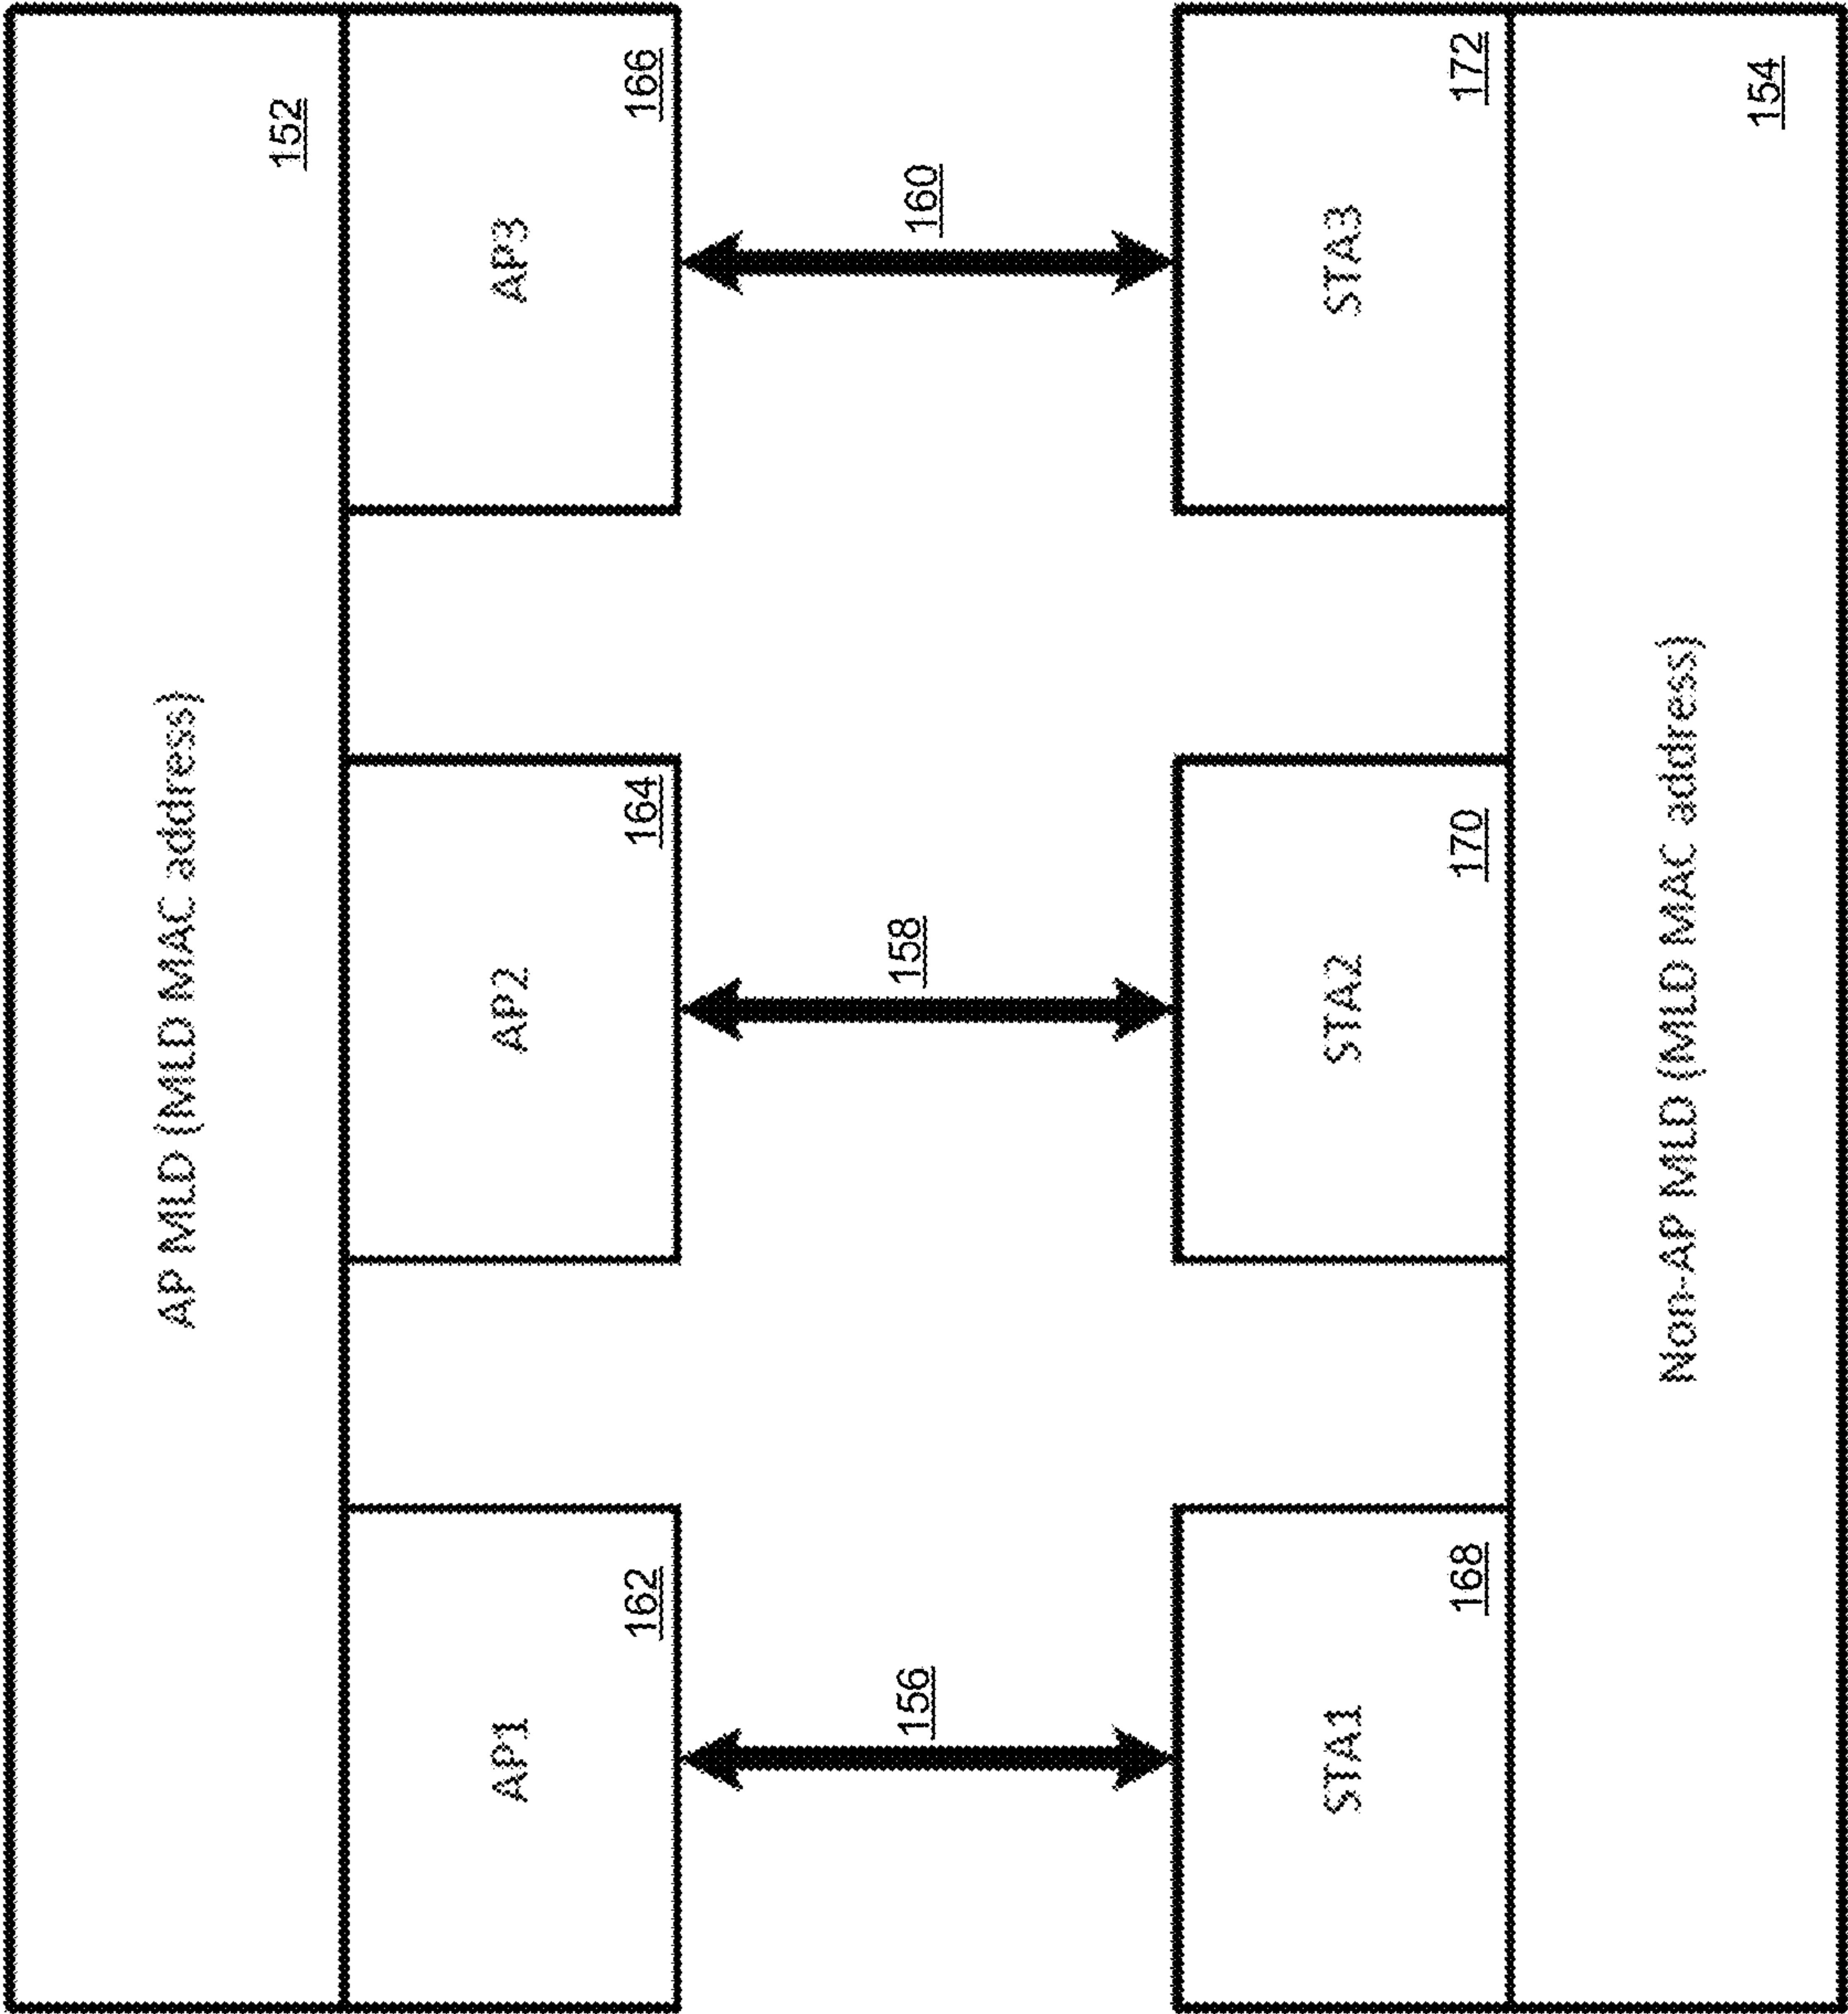 AP MLD (MLD MAC address)
152
AP1
AP2
AP3
162
164
166
156
158
160
STA1
STA2
STA3
168
170
172
Non-AP MLD (MLD MAC address)
154